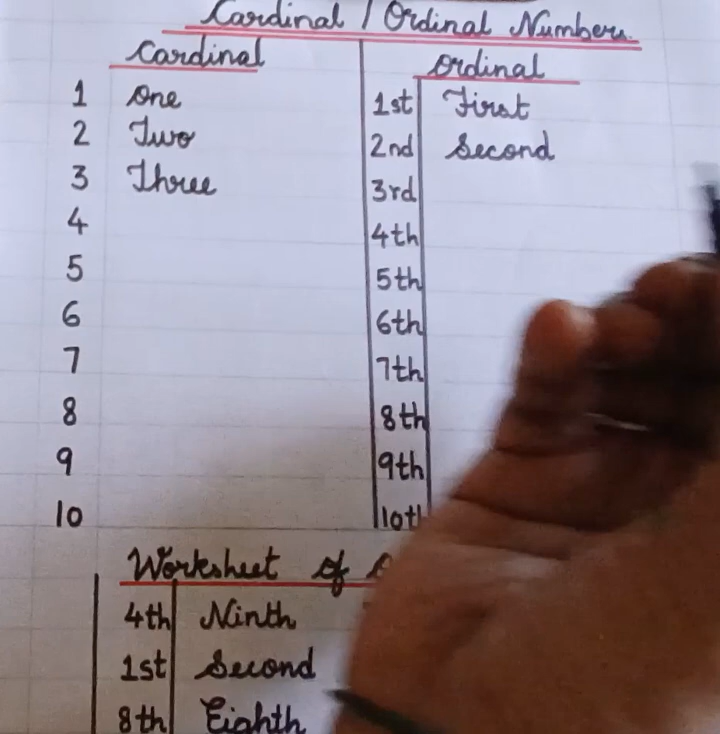 Cardinal / Ordinal Numbers.
Cardinal Ordinal
1 One 1st First
2 Two 2nd Second
3 Three 3rd
4 4th
5 5th
6 6th
7 7th
8 8th
9 9th
10 10th
Worksheet of
4th Ninth
1st Second
8th Eighth